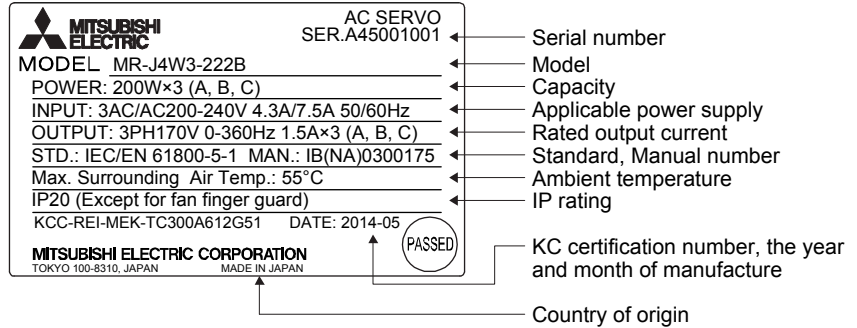 MITSUBISHI
ELECTRIC
AC SERVO
SER.A45001001
Serial number
MODEL MR-J4W3-222B
Model
POWER: 200W×3 (A, B, C)
Capacity
INPUT: 3AC/AC200-240V 4.3A/7.5A 50/60Hz
Applicable power supply
OUTPUT: 3PH170V 0-360Hz 1.5A×3 (A, B, C)
Rated output current
STD.: IEC/EN 61800-5-1 MAN.: IB(NA)0300175
Standard, Manual number
Max. Surrounding Air Temp.: 55°C
Ambient temperature
IP20 (Except for fan finger guard)
IP rating
KCC-REI-MEK-TC300A612G51 DATE: 2014-05
PASSED
KC certification number, the year
and month of manufacture
MITSUBISHI ELECTRIC CORPORATION
TOKYO 100-8310, JAPAN MADE IN JAPAN
Country of origin